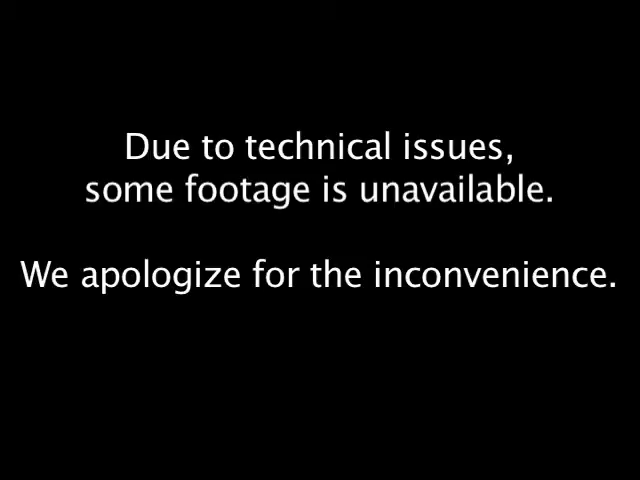 Due to technical issues,
some footage is unavailable.
We apologize for the inconvenience.